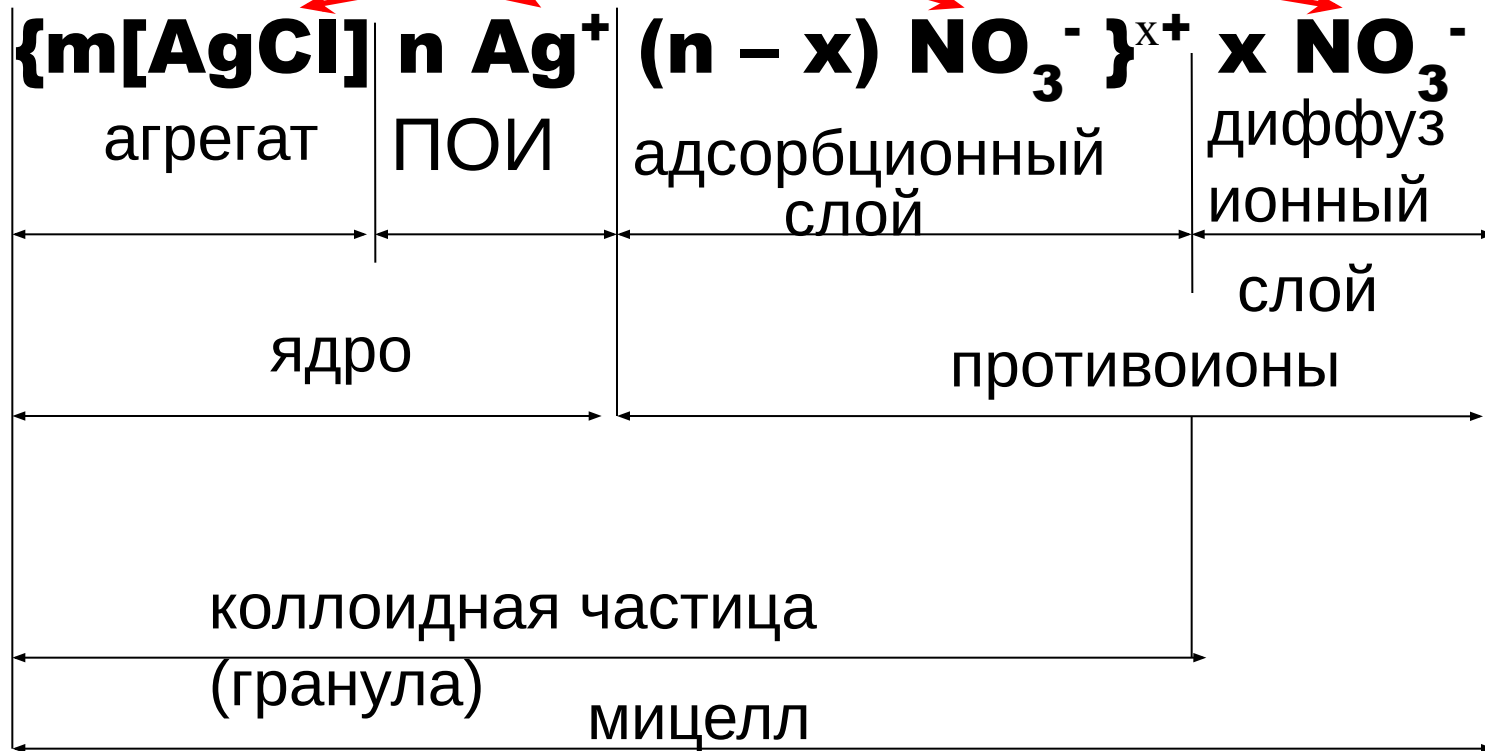 {m[AgCl] n Ag⁺ (n – x) NO₃⁻ }ˣ⁺ x NO₃⁻
агрегат
ПОИ
адсорбционный
слой
диффуз
ионный
слой
ядро
противоионы
коллоидная частица
(гранула)
мицелл